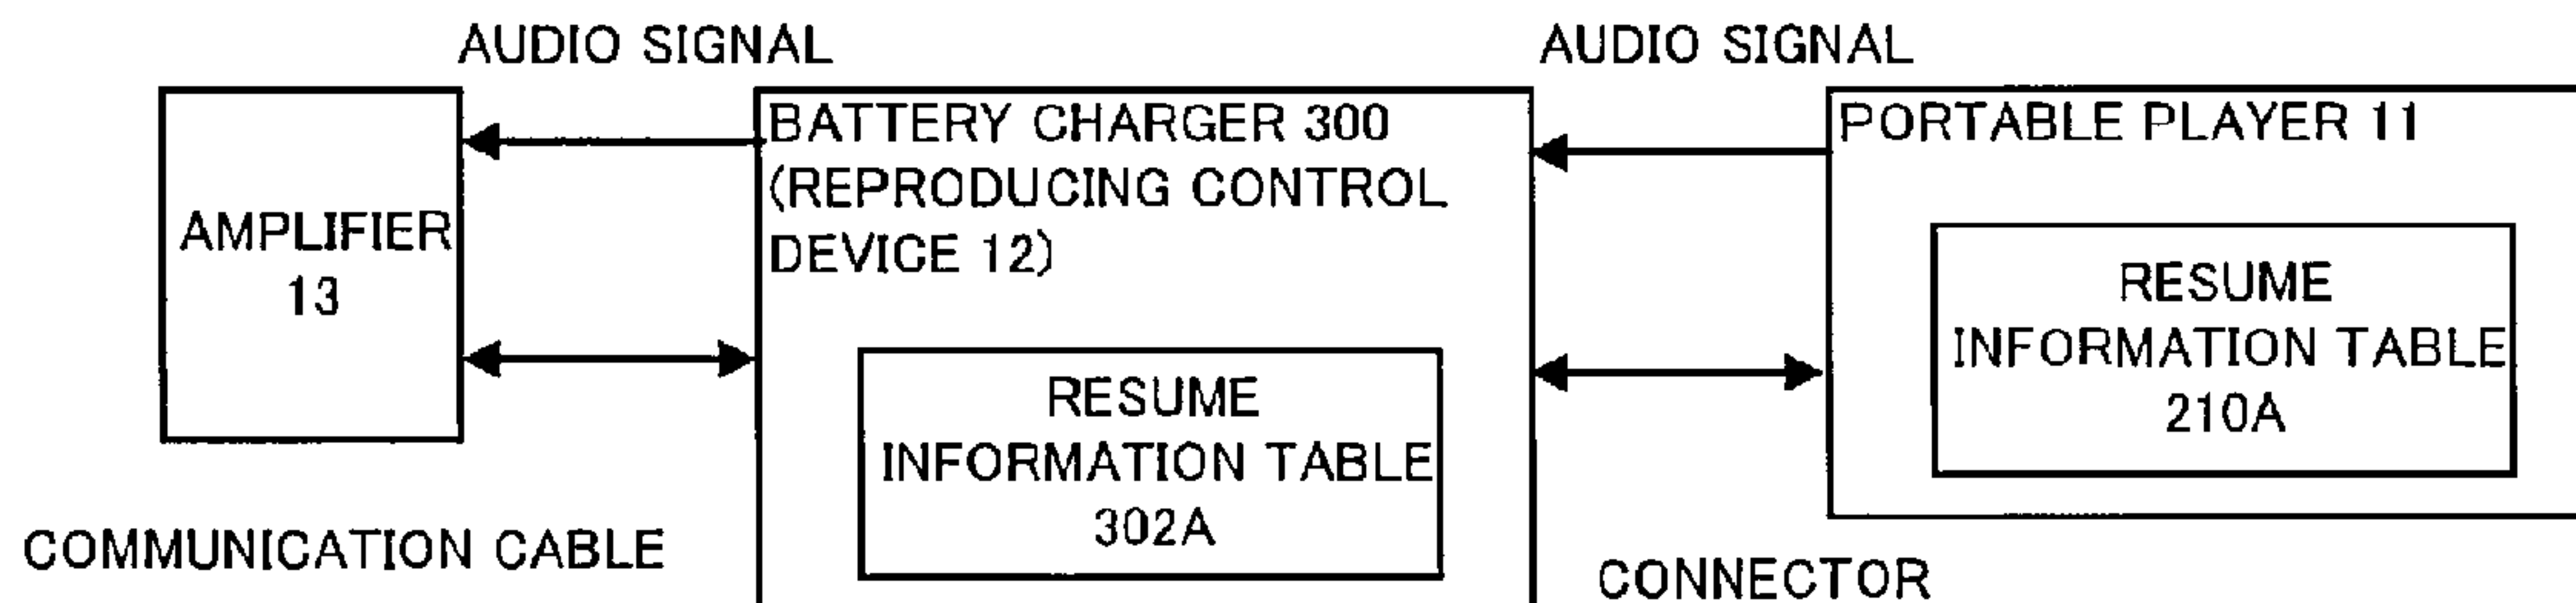 AUDIO SIGNAL
AUDIO SIGNAL
AMPLIFIER
13
BATTERY CHARGER 300
(REPRODUCING CONTROL
DEVICE 12)
RESUME
INFORMATION TABLE
302A
PORTABLE PLAYER 11
RESUME
INFORMATION TABLE
210A
COMMUNICATION CABLE
CONNECTOR